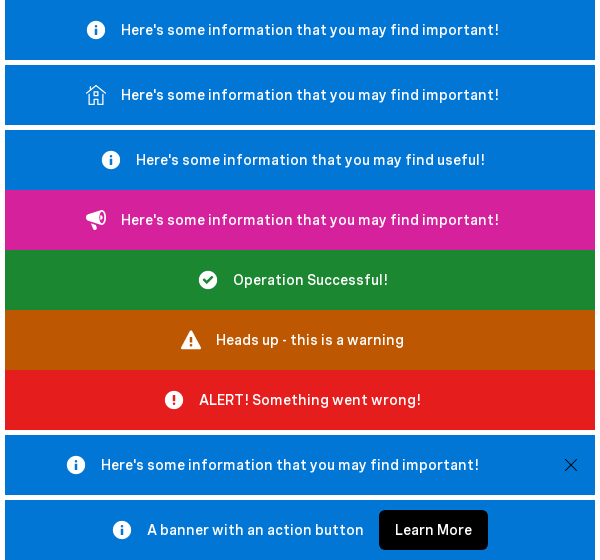 Here's some information that you may find important!
Here's some information that you may find important!
Here's some information that you may find useful!
Here's some information that you may find important!
Operation Successful!
Heads up - this is a warning
ALERT! Something went wrong!
Here's some information that you may find important!
A banner with an action button Learn More